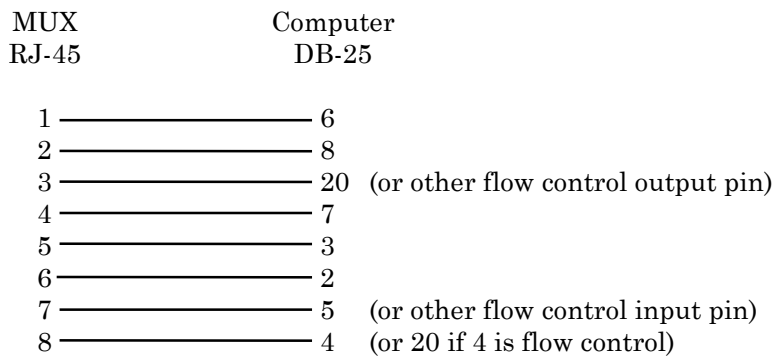 MUX Computer
RJ-45 DB-25
1 6
2 8
3 20 (or other flow control output pin)
4 7
5 3
6 2
7 5 (or other flow control input pin)
8 4 (or 20 if 4 is flow control)